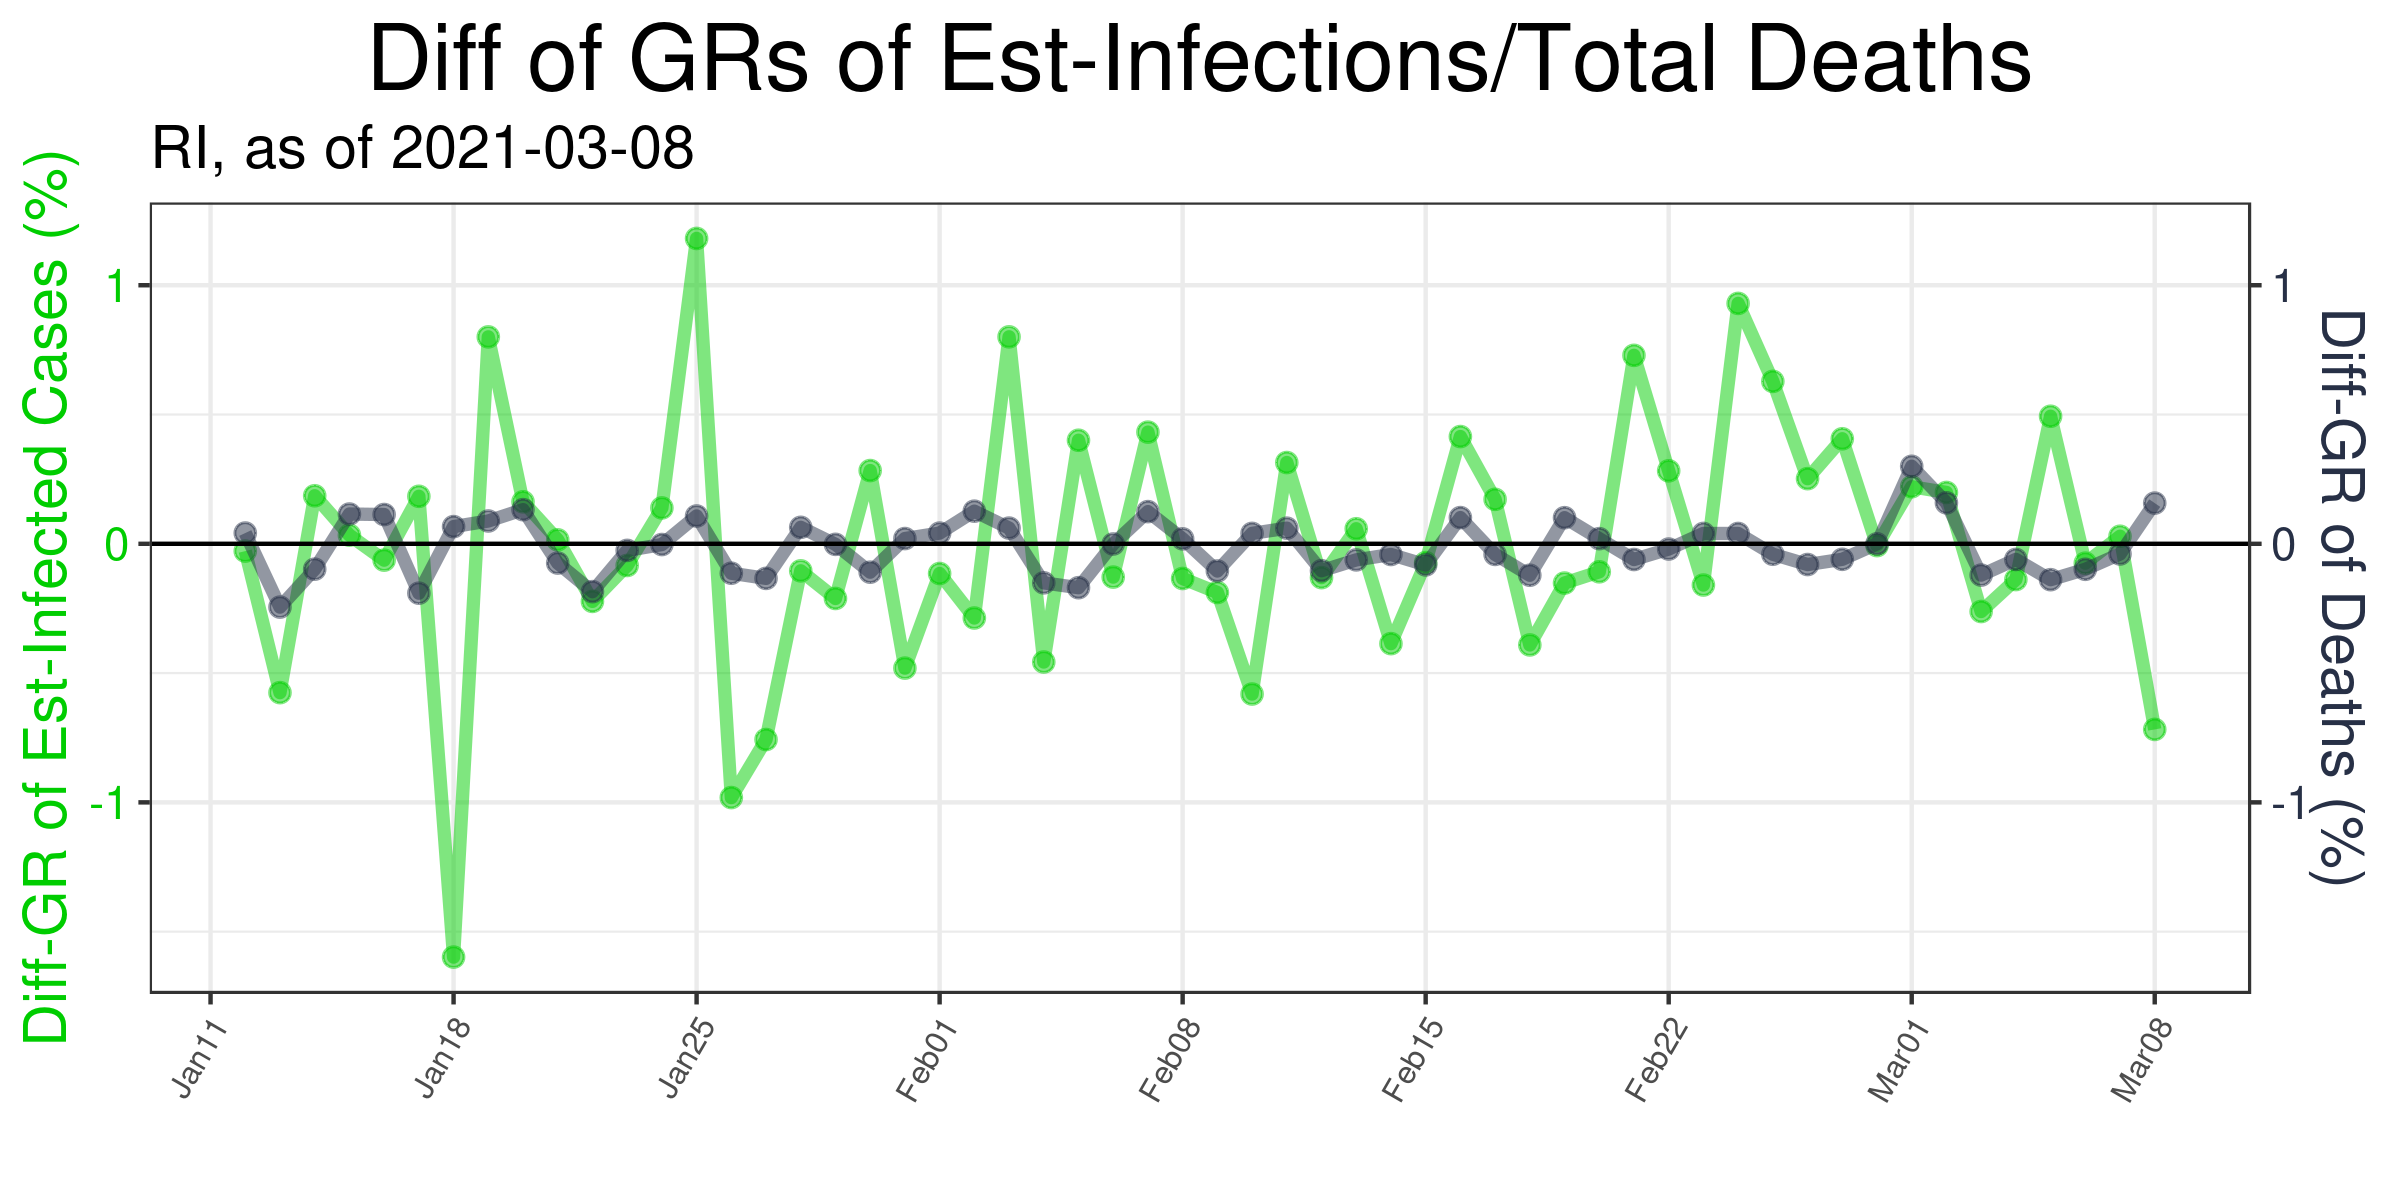 Diff of GRs of Est-Infections/Total Deaths
RI, as of 2021-03-08
Diff-GR of Est-Infected Cases (%)
1
0
-1
1
0
-1
Diff-GR of Deaths (%)
Jan11
Jan18
Jan25
Feb01
Feb08
Feb15
Feb22
Mar01
Mar08